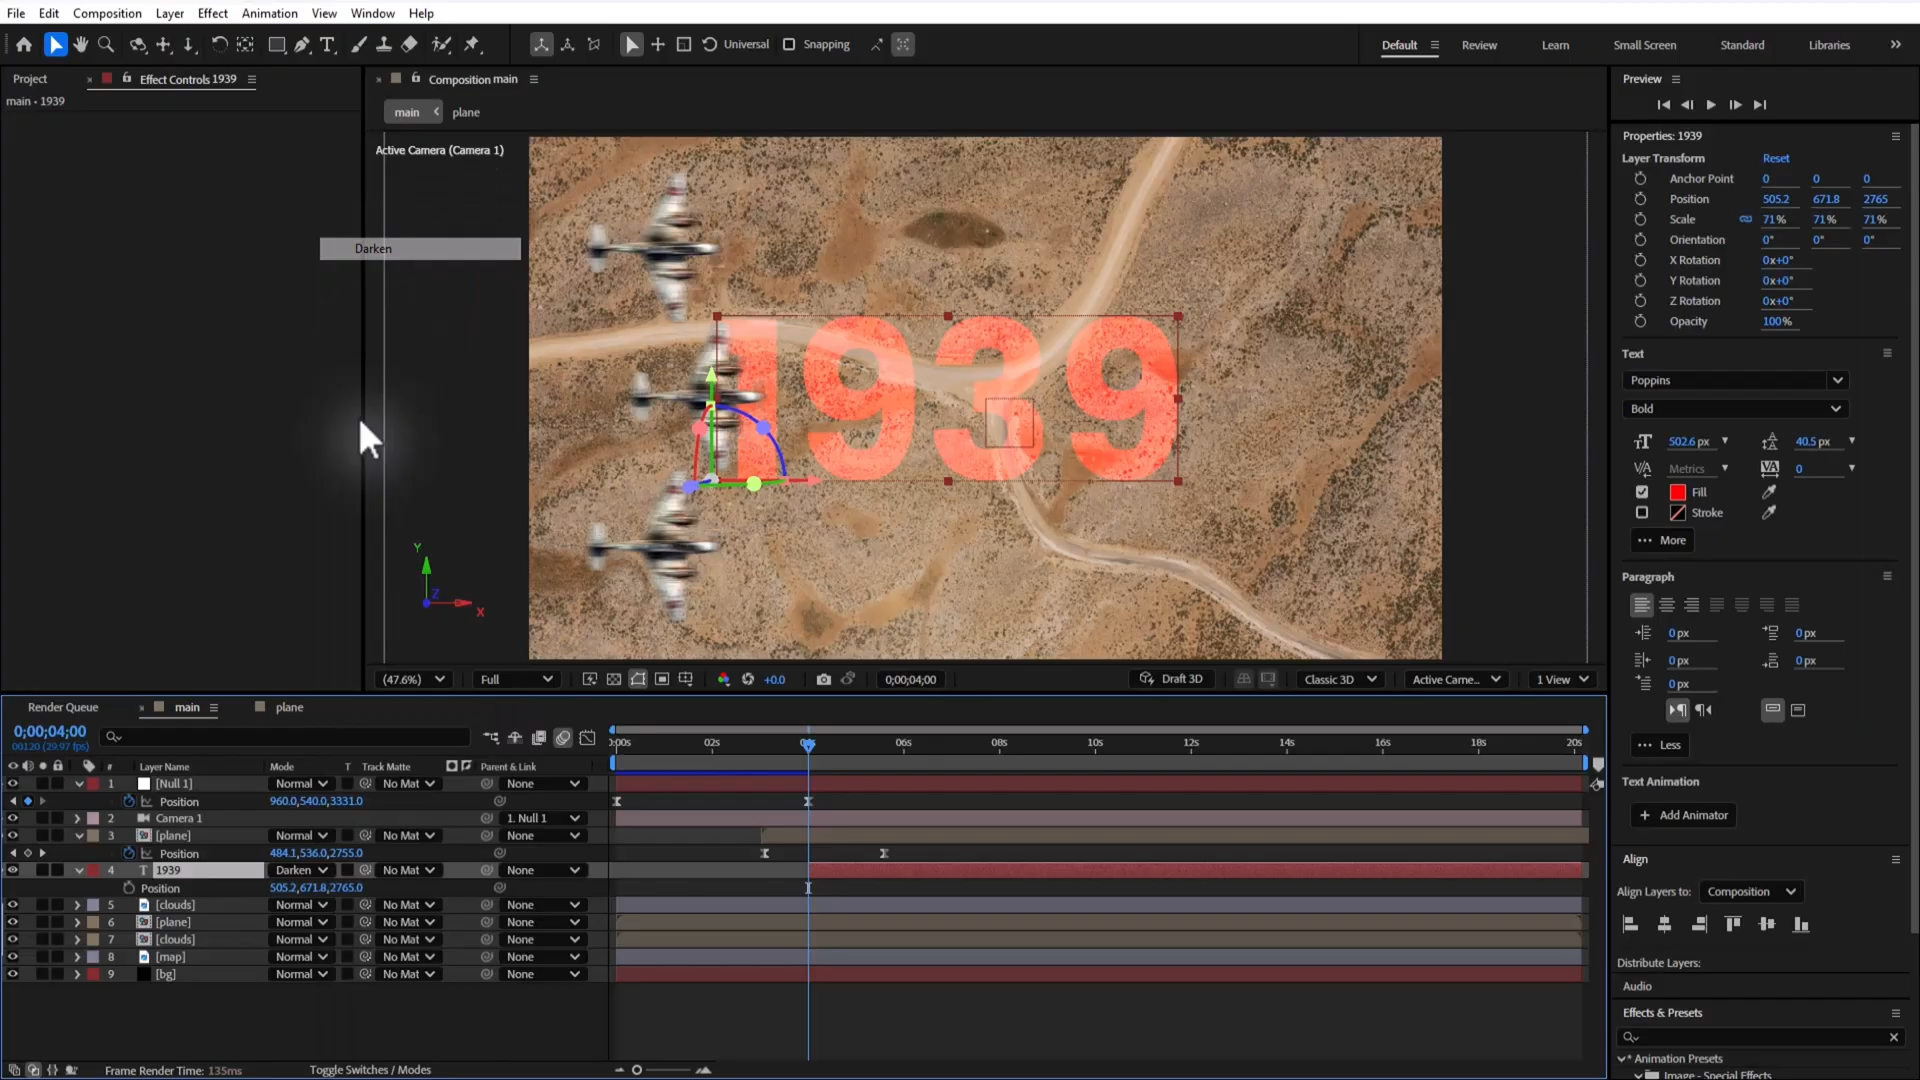 File Edit Composition Layer Effect Animation View Window Help
Universal Snapping Default Review Learn Small Screen Standard Libraries
Project Effect Controls 1939
main • 1939
Composition main
main plane
Active Camera (Camera 1)
Darken
1939
Y
Z
X
(47.6%) Full +0.0 0;00;04;00 Draft 3D Classic 3D Active Came... 1 View
Preview
Properties: 1939
Layer Transform Reset
Anchor Point 0 0 0
Position 505.2 671.8 2765
Scale 71% 71% 71%
Orientation 0° 0° 0°
X Rotation 0x+0°
Y Rotation 0x+0°
Z Rotation 0x+0°
Opacity 100%
Text
Poppins
Bold
502.6 px 40.5 px
Metrics 0
Fill
Stroke
More
Paragraph
0 px 0 px
0 px 0 px
0 px
Less
Text Animation
Add Animator
Align
Align Layers to: Composition
Distribute Layers:
Audio
Effects & Presets
* Animation Presets
Image - Special Effects
Render Queue main plane
0;00;04;00
00120 (29.97 fps)
:00s 02s 06s 08s 10s 12s 14s 16s 18s 20s
# Layer Name Mode T Track Matte Parent & Link
1 [Null 1] Normal No Mat None
Position 960.0,540.0,3331.0
2 Camera 1 1. Null 1
3 [plane] Normal No Mat None
Position 484.1,536.0,2755.0
4 T 1939 Darken No Mat None
Position 505.2,671.8,2765.0
5 [clouds] Normal No Mat None
6 [plane] Normal No Mat None
7 [clouds] Normal No Mat None
8 [map] Normal No Mat None
9 [bg] Normal No Mat None
Frame Render Time: 135ms Toggle Switches / Modes